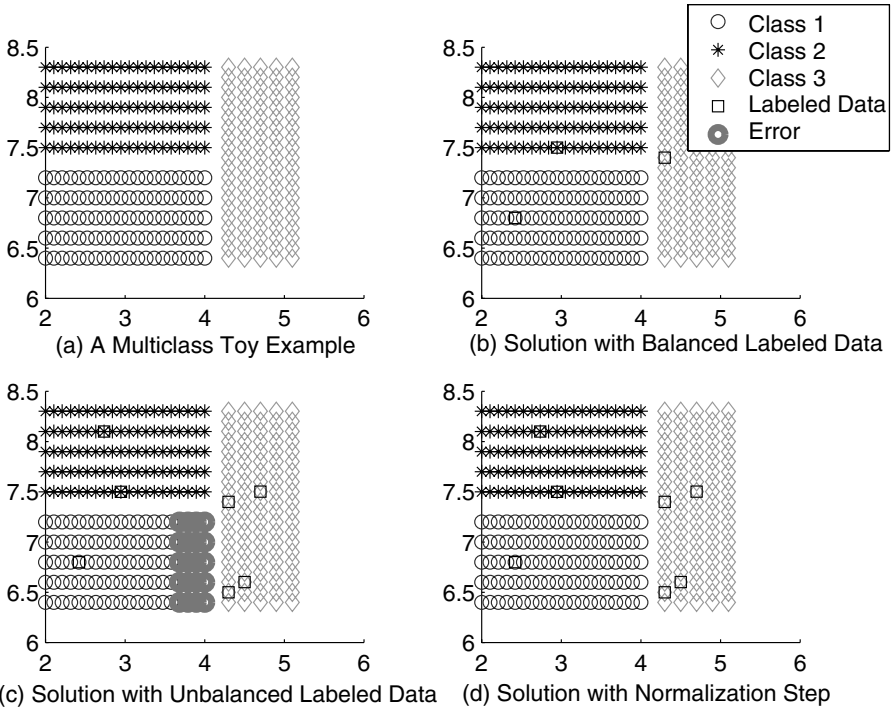 Class 1
Class 2
Class 3
Labeled Data
Error
8.5
8
7.5
7
6.5
6
2 3 4 5 6
(a) A Multiclass Toy Example
8.5
8
7.5
7
6.5
6
2 3 4 5 6
(b) Solution with Balanced Labeled Data
8.5
8
7.5
7
6.5
6
2 3 4 5 6
(c) Solution with Unbalanced Labeled Data
8.5
8
7.5
7
6.5
6
2 3 4 5 6
(d) Solution with Normalization Step